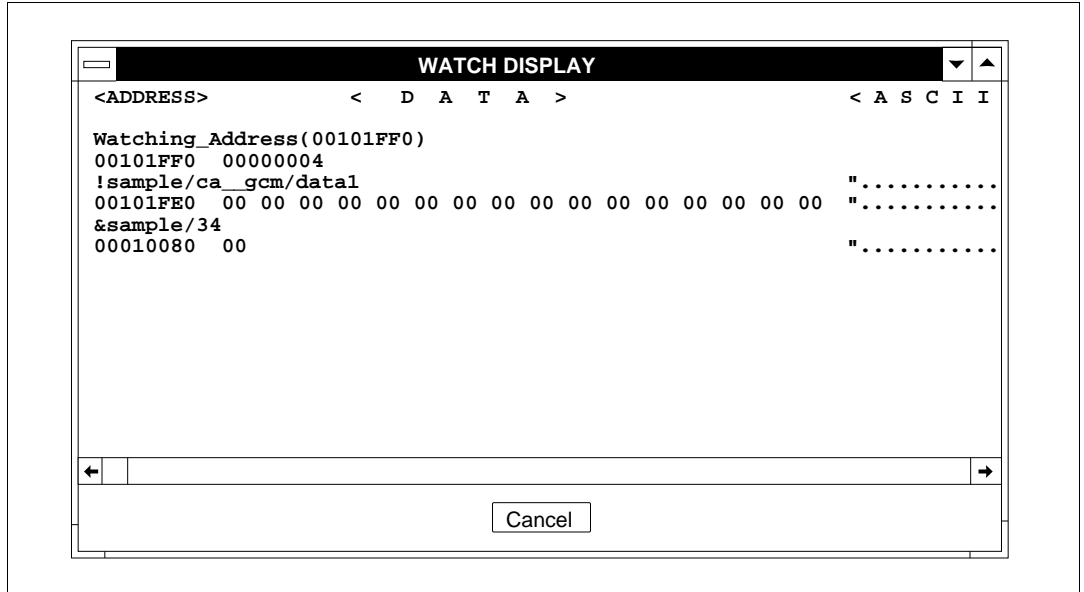 WATCH DISPLAY
<ADDRESS> < D A T A > < A S C I I
Watching_Address(00101FF0)
00101FF0 00000004
!sample/ca__gcm/data1 "...........
00101FE0 00 00 00 00 00 00 00 00 00 00 00 00 00 00 00 00 "...........
&sample/34
00010080 00 "...........
Cancel